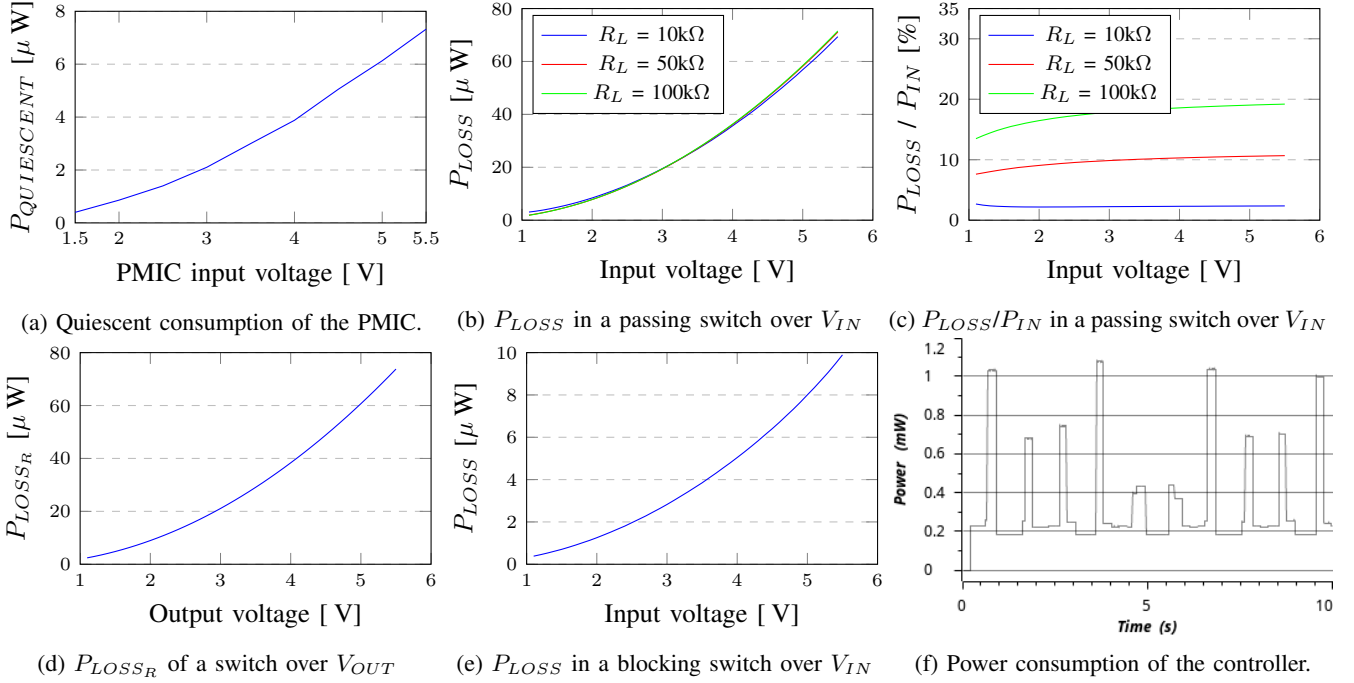 8
6
4
2
0
1.5 2 3 4 5 5.5
P_QUIESCENT [μ W]
PMIC input voltage [ V]
(a) Quiescent consumption of the PMIC.
80
60
40
20
0
1 2 3 4 5 6
P_LOSS [μ W]
R_L = 10kΩ
R_L = 50kΩ
R_L = 100kΩ
Input voltage [ V]
(b) P_LOSS in a passing switch over V_IN
35
30
20
10
0
1 2 3 4 5 6
P_LOSS / P_IN [%]
R_L = 10kΩ
R_L = 50kΩ
R_L = 100kΩ
Input voltage [ V]
(c) P_LOSS/P_IN in a passing switch over V_IN
80
60
40
20
0
1 2 3 4 5 6
P_LOSS_R [μ W]
Output voltage [ V]
(d) P_LOSS_R of a switch over V_OUT
10
8
6
4
2
0
1 2 3 4 5 6
P_LOSS [μ W]
Input voltage [ V]
(e) P_LOSS in a blocking switch over V_IN
1.2
1
0.8
0.6
0.4
0.2
0
0 5 10
Power (mW)
Time (s)
(f) Power consumption of the controller.